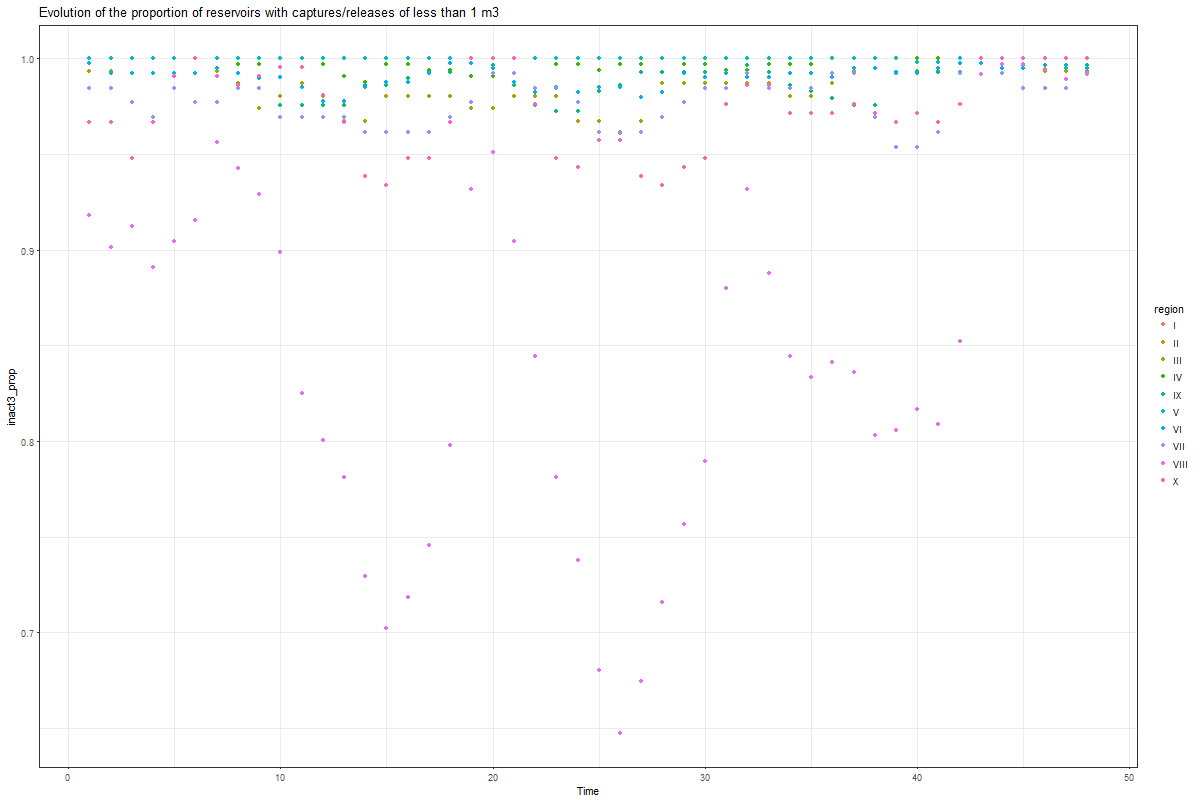 Evolution of the proportion of reservoirs with captures/releases of less than 1 m3
inact3_prop
1.0
0.9
0.8
0.7
0
10
20
30
40
50
Time
region
I
II
III
IV
IX
V
VI
VII
VIII
X